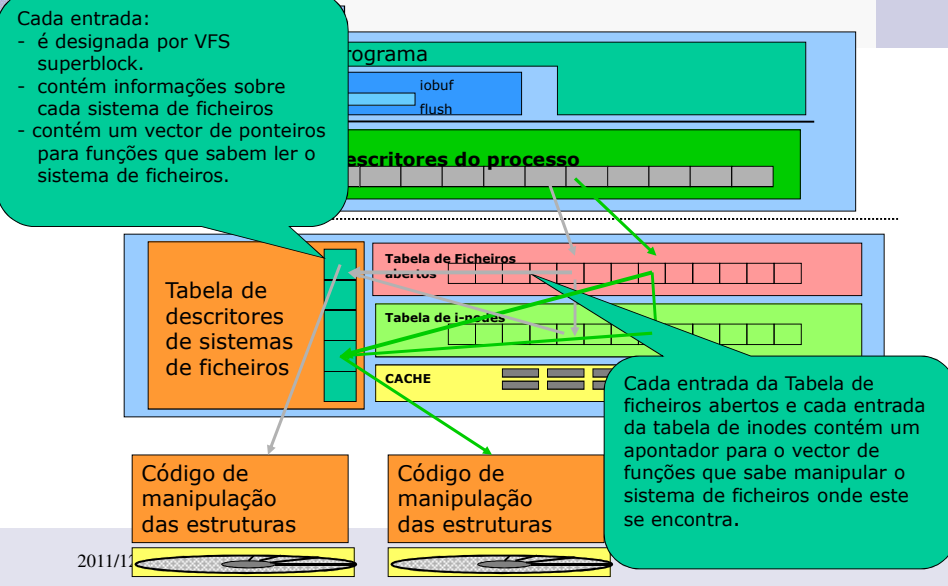 Cada entrada:
- é designada por VFS
superblock.
- contém informações sobre
cada sistema de ficheiros
- contém um vector de ponteiros
para funções que sabem ler o
sistema de ficheiros.
ograma
iobuf
flush
escritores do processo
Tabela de
descritores
de sistemas
de ficheiros
Tabela de Ficheiros
abertos
Tabela de i-nodes
CACHE
Cada entrada da Tabela de
ficheiros abertos e cada entrada
da tabela de inodes contém um
apontador para o vector de
funções que sabe manipular o
sistema de ficheiros onde este
se encontra.
Código de
manipulação
das estruturas
Código de
manipulação
das estruturas
2011/12